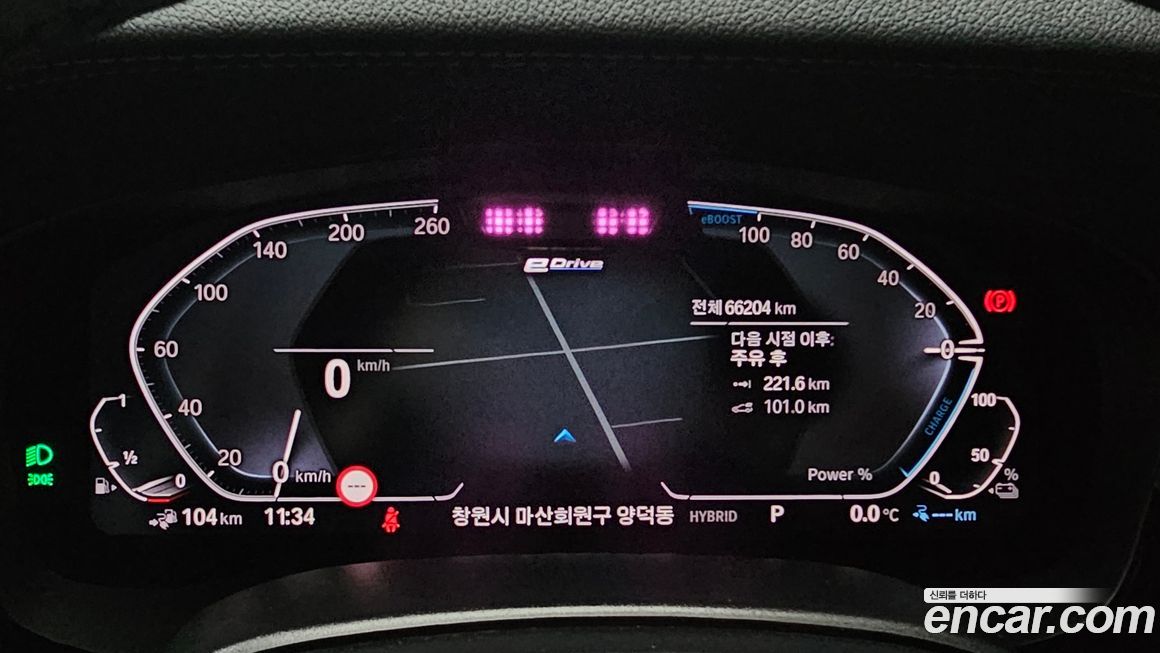 260
200
140
100
60
40
20
0 km/h
0 km/h
eDrive
eBOOST
100
80
60
40
20
0
CHARGE
Power %
전체 66204 km
다음 시점 이후:
주유 후
221.6 km
101.0 km
1
1/2
0
100
50
0
%
104 km
11:34
---
창원시 마산회원구 양덕동
HYBRID
P
0.0 °C
--- km
신뢰를 더하다
encar.com